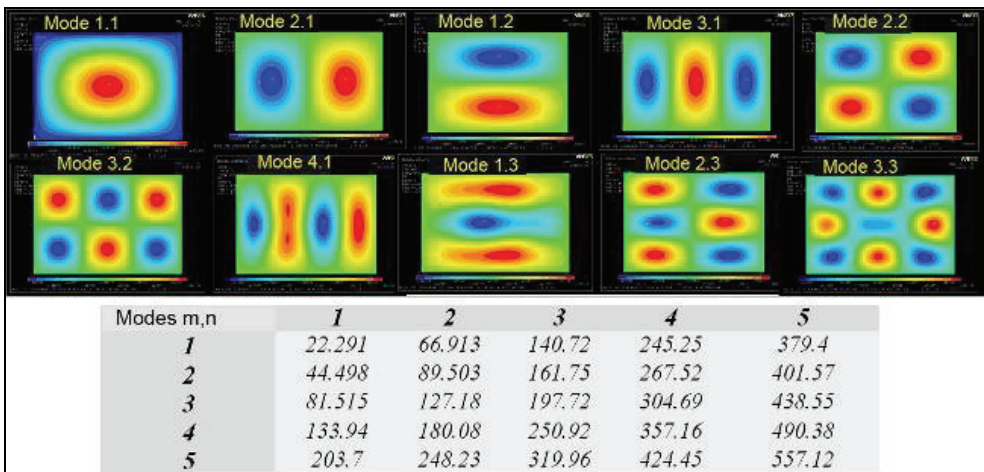 Mode 1.1 Mode 2.1 Mode 1.2 Mode 3.1 Mode 2.2
Mode 3.2 Mode 4.1 Mode 1.3 Mode 2.3 Mode 3.3
Modes m,n 1 2 3 4 5
1 22.291 66.913 140.72 245.25 379.4
2 44.498 89.503 161.75 267.52 401.57
3 81.515 127.18 197.72 304.69 438.55
4 133.94 180.08 250.92 357.16 490.38
5 203.7 248.23 319.96 424.45 557.12